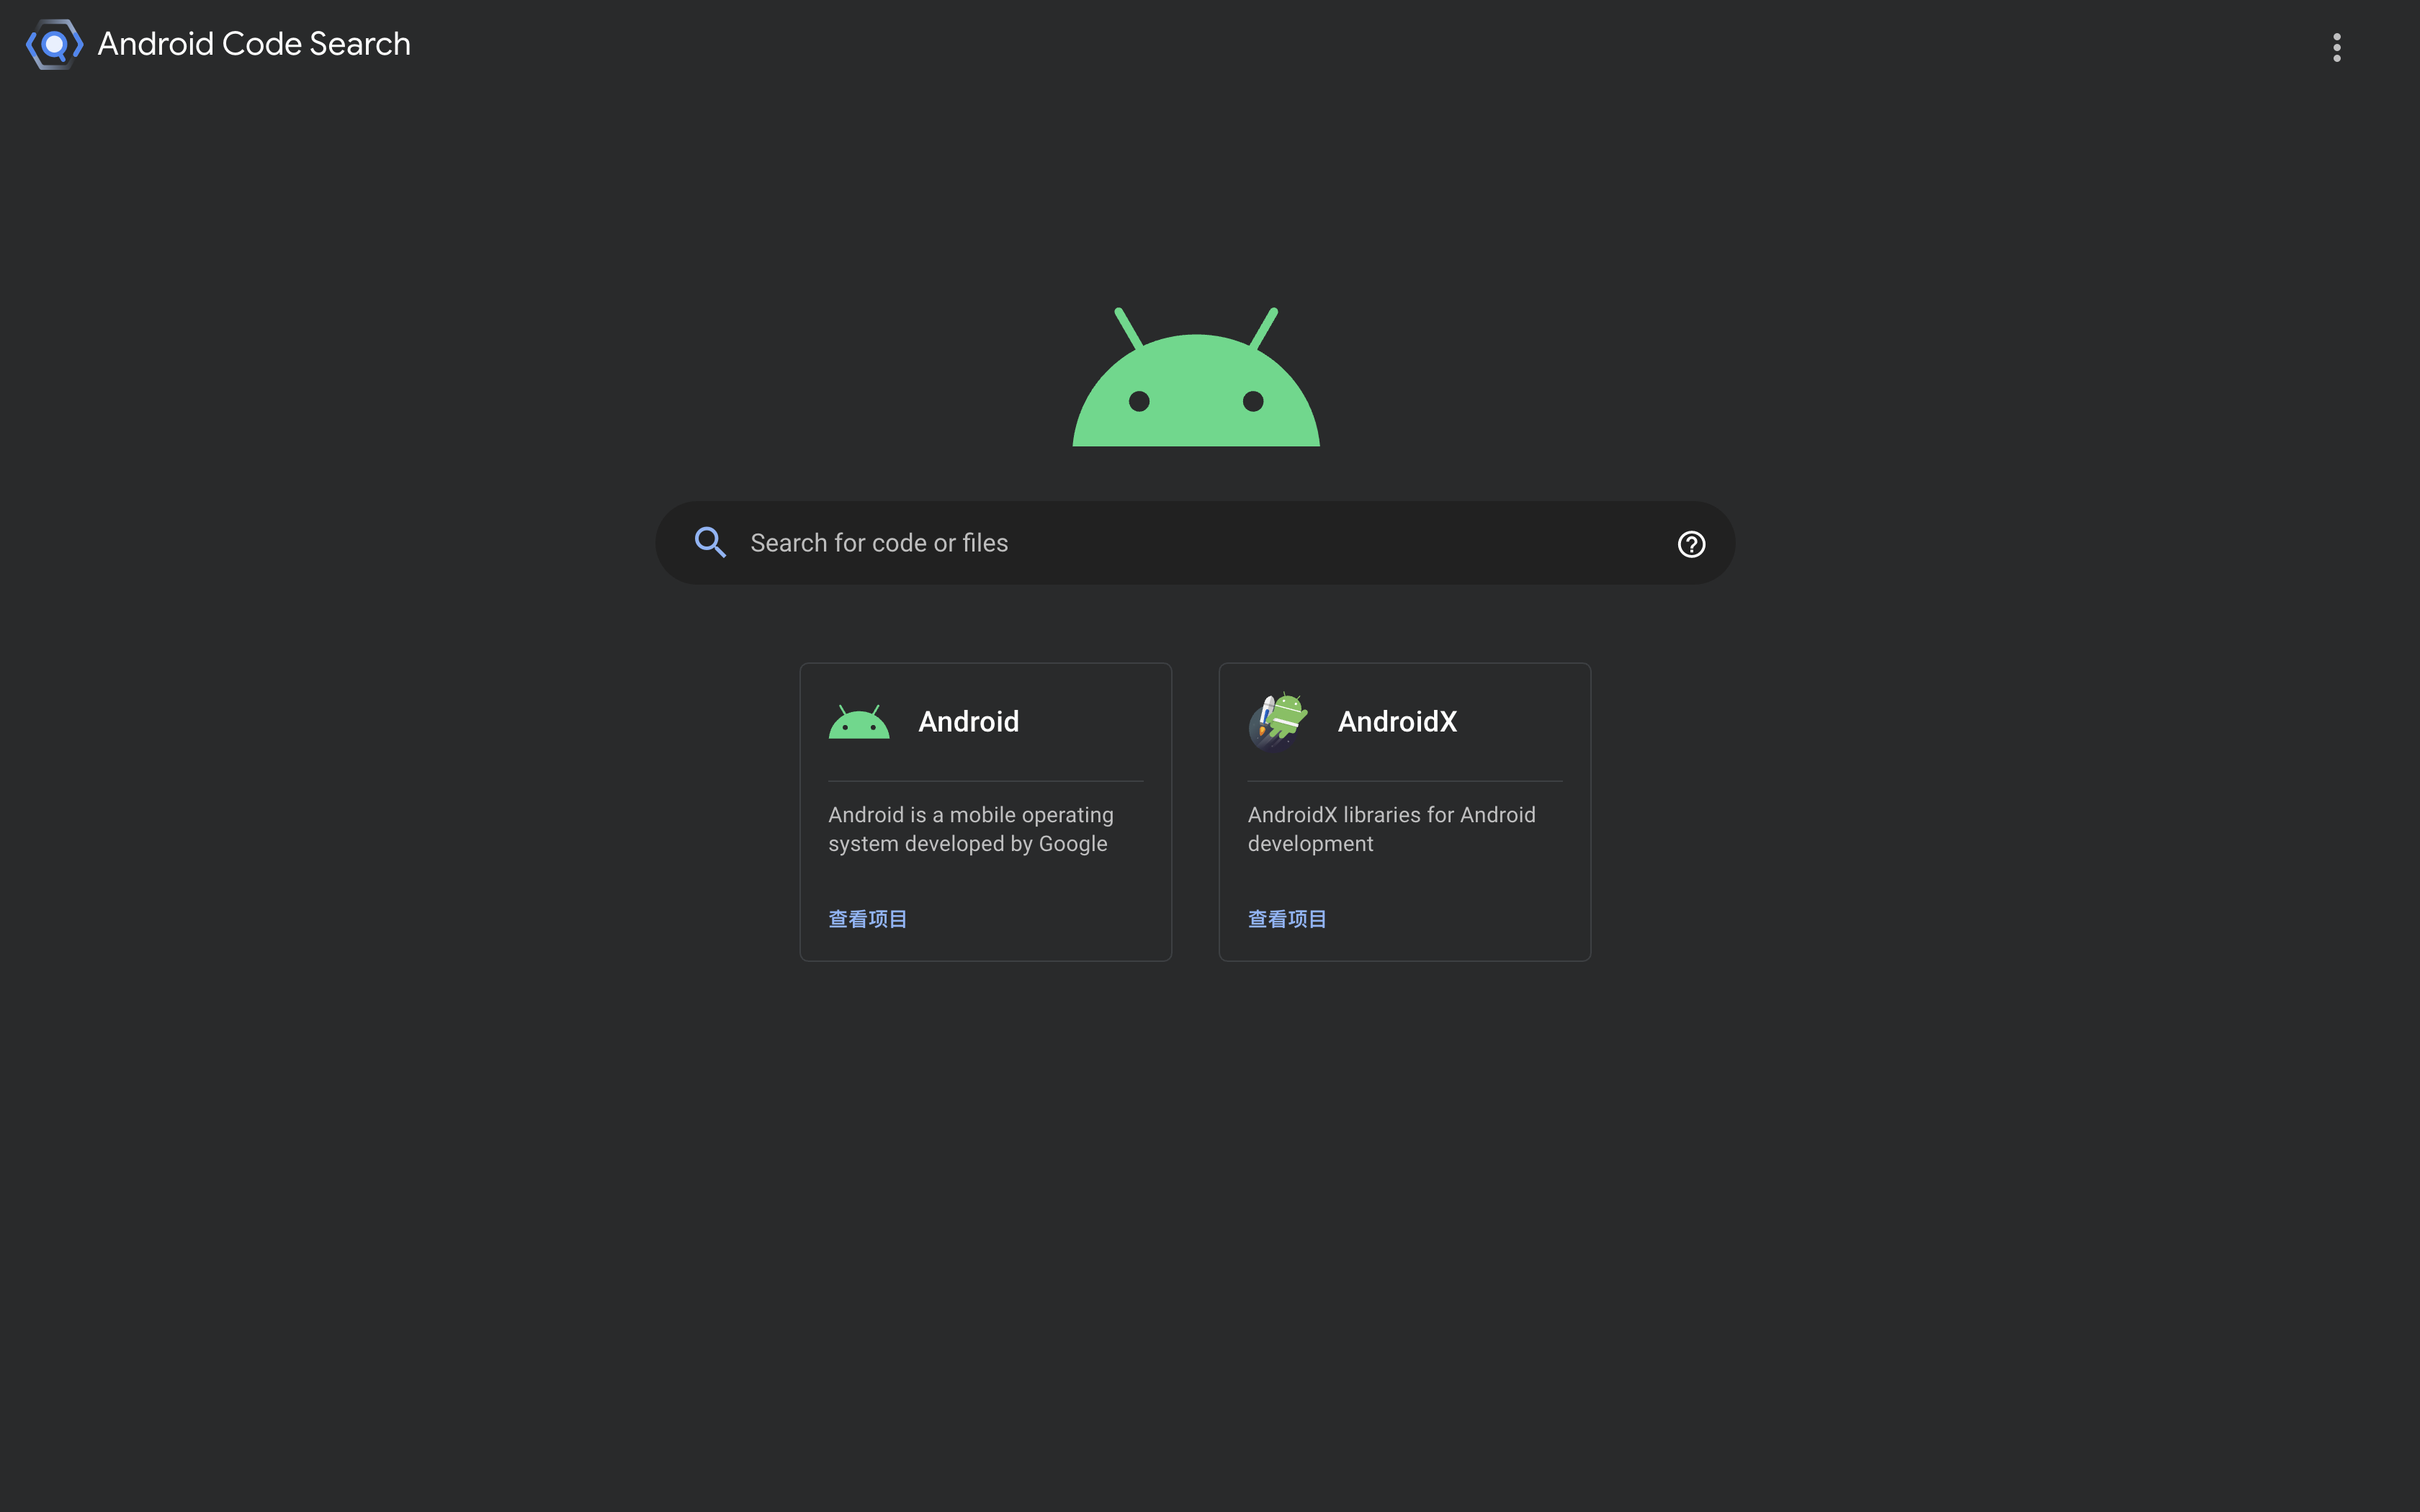 Android Code Search
Search for code or files
Android
Android is a mobile operating
system developed by Google
查看项目
AndroidX
AndroidX libraries for Android
development
查看项目